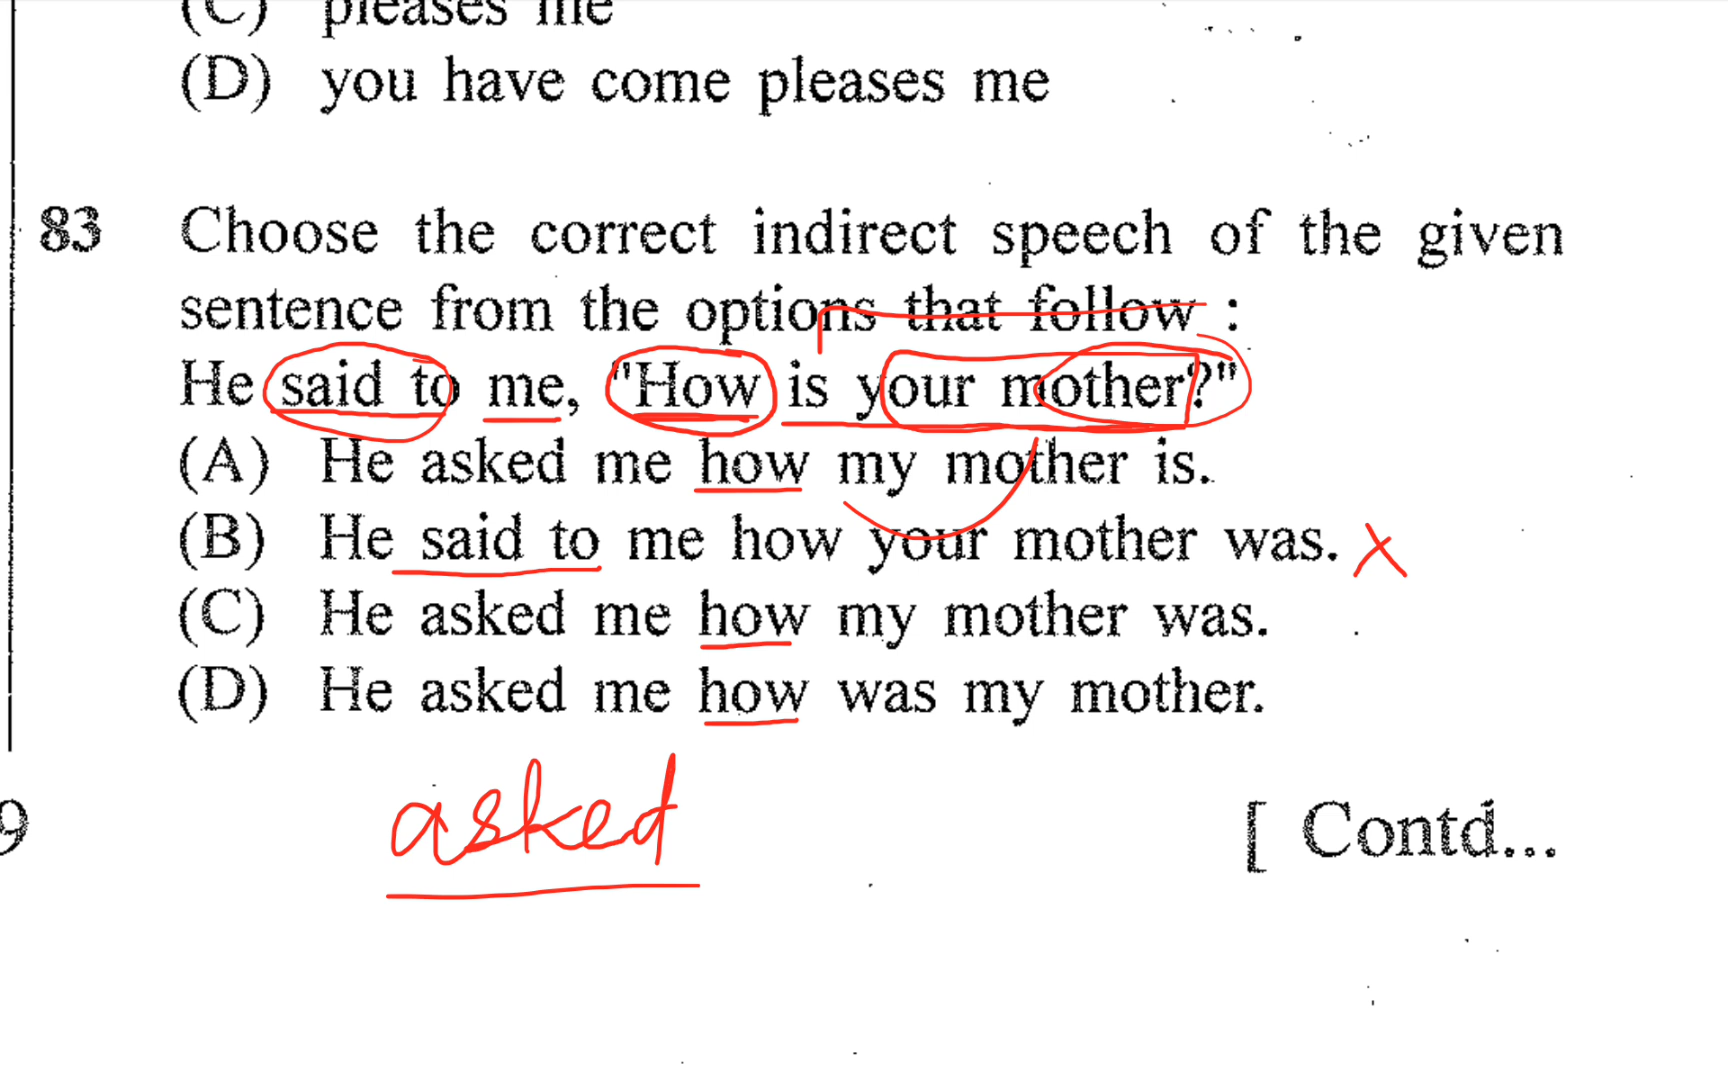 (C) pleases me
(D) you have come pleases me
83 Choose the correct indirect speech of the given
sentence from the options that follow :
He said to me, "How is your mother?"
(A) He asked me how my mother is.
(B) He said to me how your mother was. X
(C) He asked me how my mother was.
(D) He asked me how was my mother.
asked
9 [ Contd...